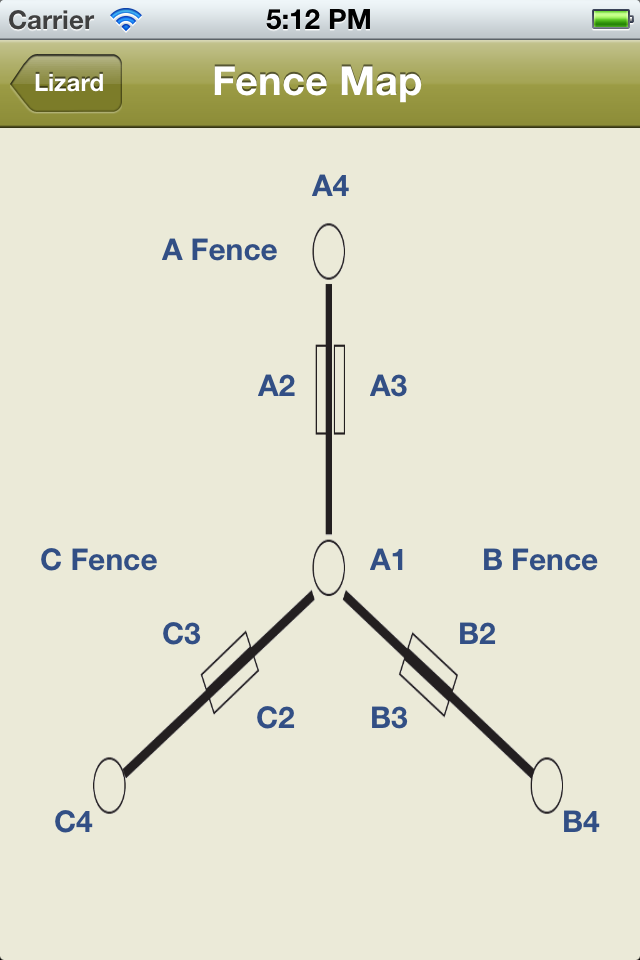 Carrier 5:12 PM
Lizard
Fence Map
A4
A Fence
A2 A3
C Fence A1 B Fence
C3 B2
C2 B3
C4 B4